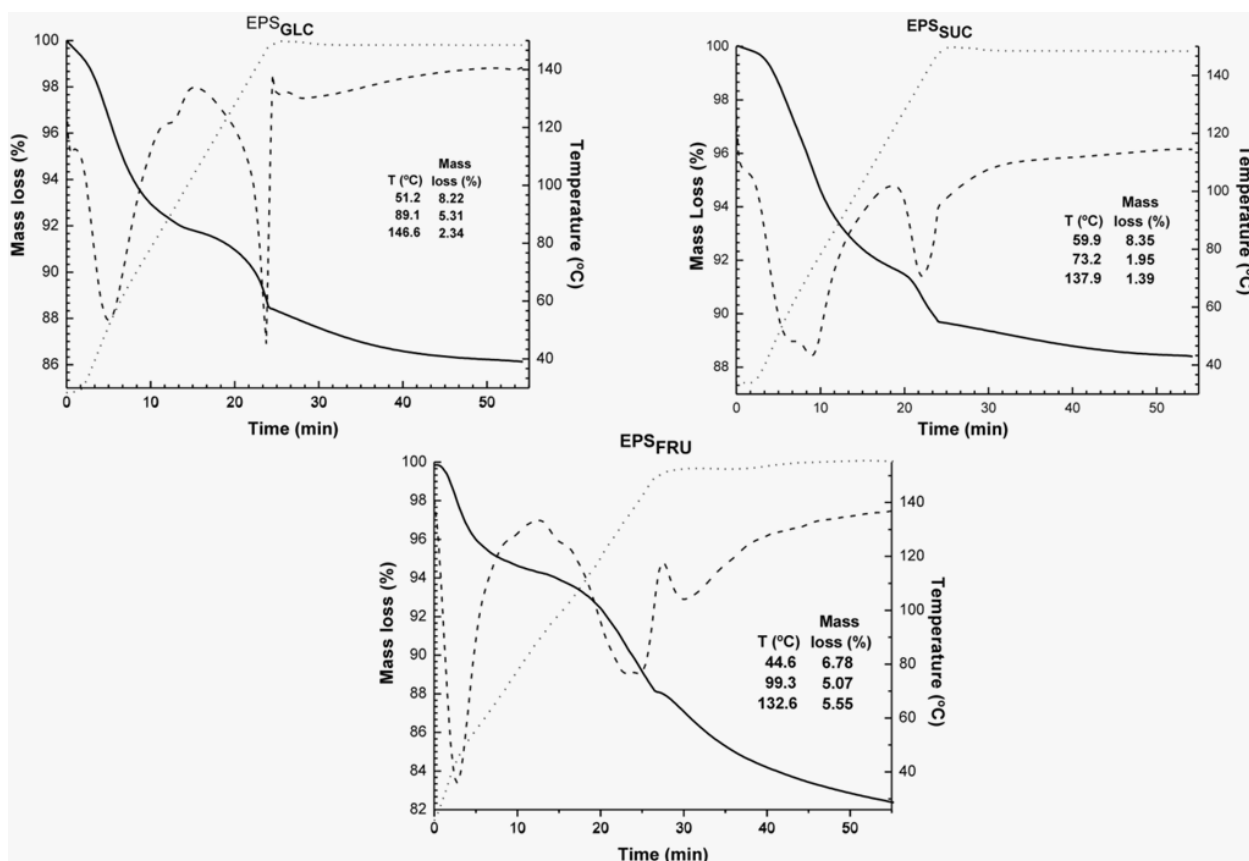 EPSGLC
100
98
96
94
92
90
88
86
Mass loss (%)
0 10 20 30 40 50
Time (min)
140
120
100
80
60
40
Temperature (ºC)
Mass
T (ºC) loss (%)
51.2 8.22
89.1 5.31
146.6 2.34
EPSSUC
100
98
96
94
92
90
88
Mass Loss (%)
0 10 20 30 40 50
Time (min)
140
120
100
80
60
40
Temperature (ºC)
Mass
T (ºC) loss (%)
59.9 8.35
73.2 1.95
137.9 1.39
EPSFRU
100
98
96
94
92
90
88
86
84
82
Mass loss (%)
0 10 20 30 40 50
Time (min)
140
120
100
80
60
40
Temperature (ºC)
Mass
T (ºC) loss (%)
44.6 6.78
99.3 5.07
132.6 5.55